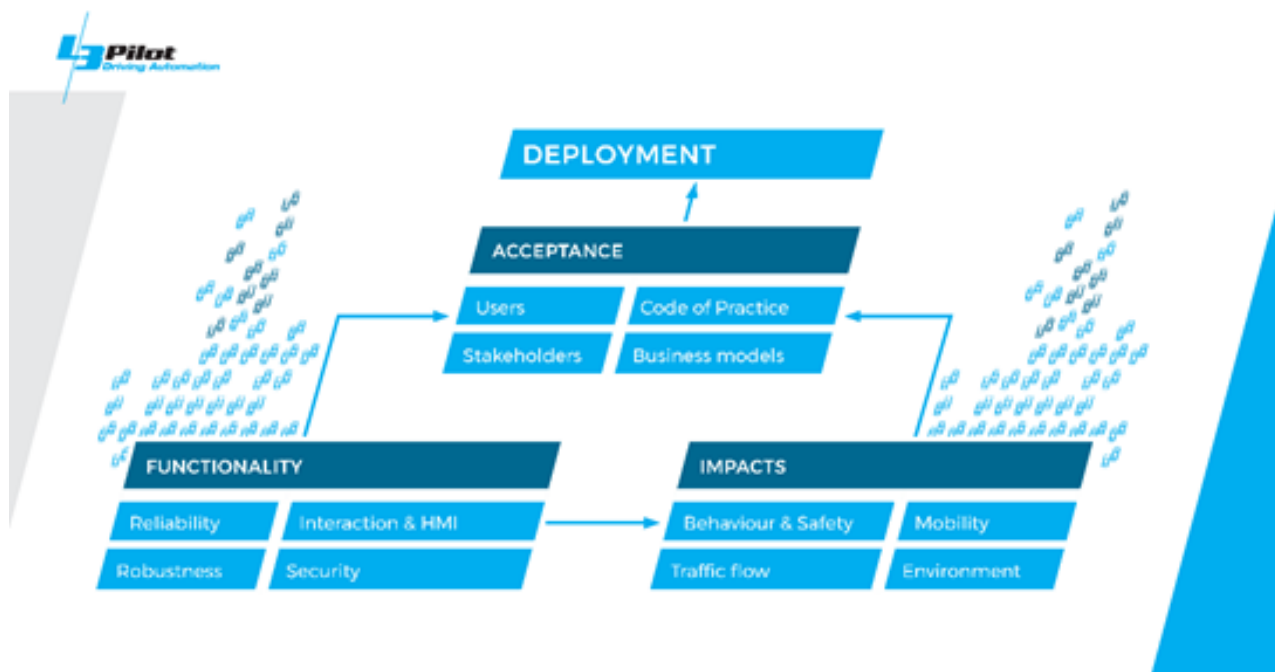 L3Pilot
Driving Automation
DEPLOYMENT
ACCEPTANCE
Users
Code of Practice
Stakeholders
Business models
FUNCTIONALITY
Reliability
Interaction & HMI
Robustness
Security
IMPACTS
Behaviour & Safety
Mobility
Traffic flow
Environment